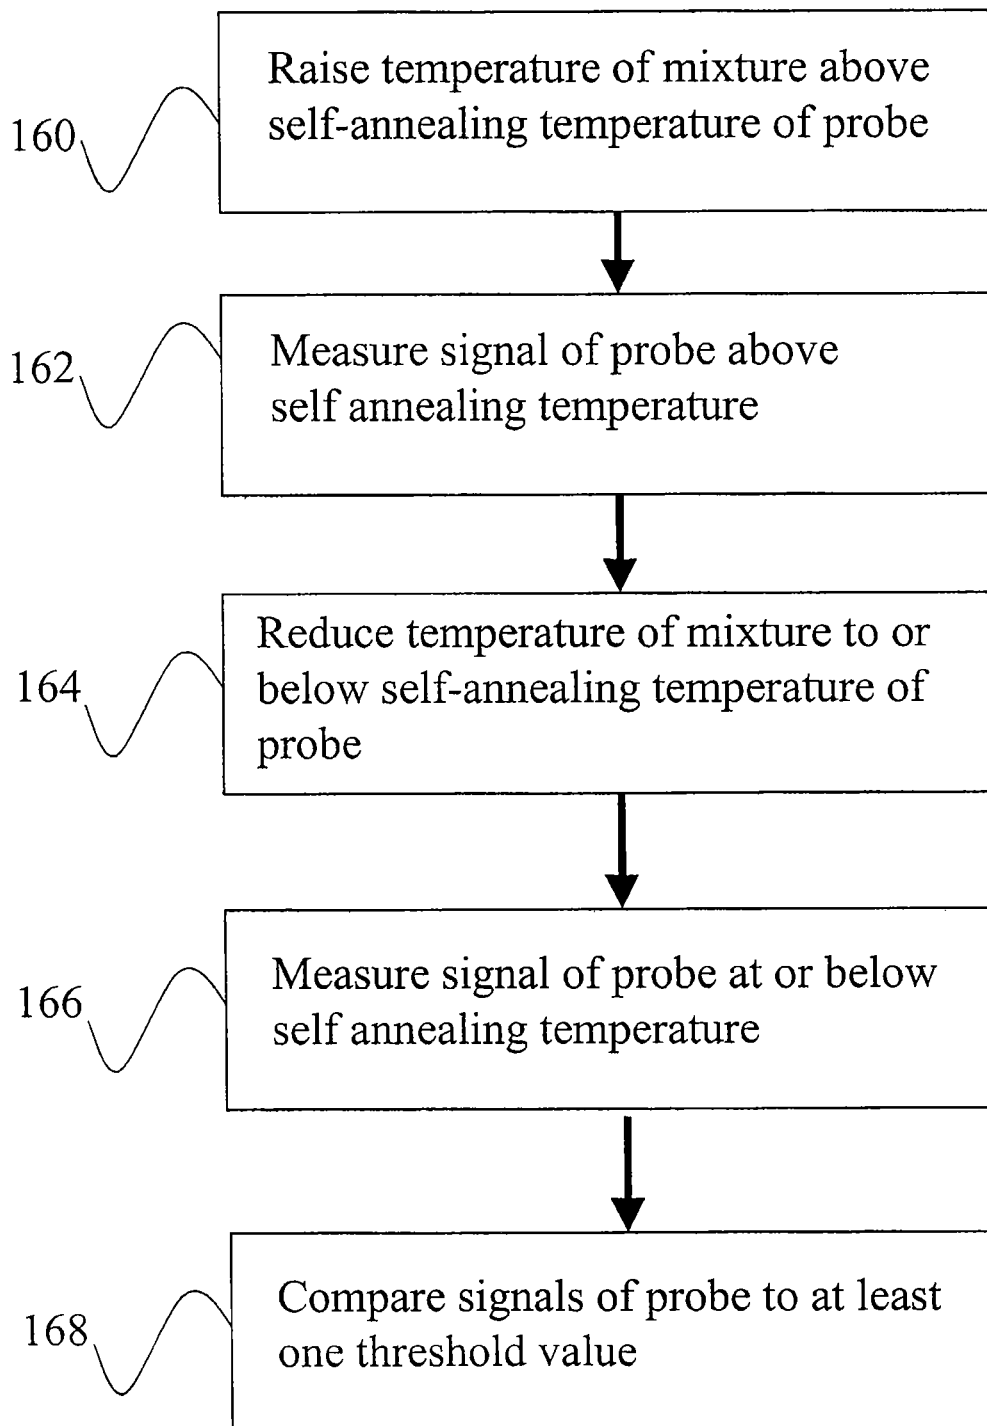 Raise temperature of mixture above
self-annealing temperature of probe
160
Measure signal of probe above
self annealing temperature
162
Reduce temperature of mixture to or
below self-annealing temperature of
probe
164
Measure signal of probe at or below
self annealing temperature
166
Compare signals of probe to at least
one threshold value
168